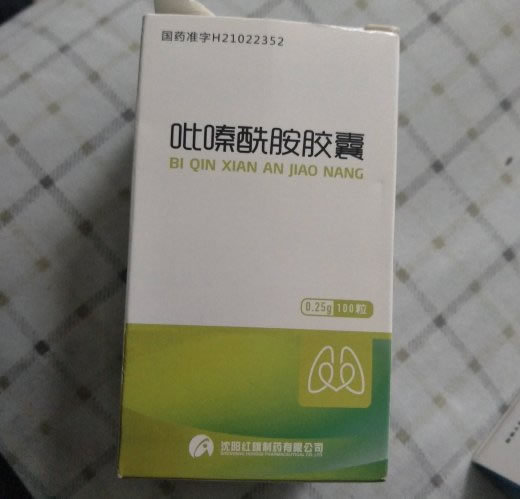 国药准字H21022352
吡嗪酰胺胶囊
BI QIN XIAN AN JIAO NANG
0.25g 100粒
沈阳红旗制药有限公司